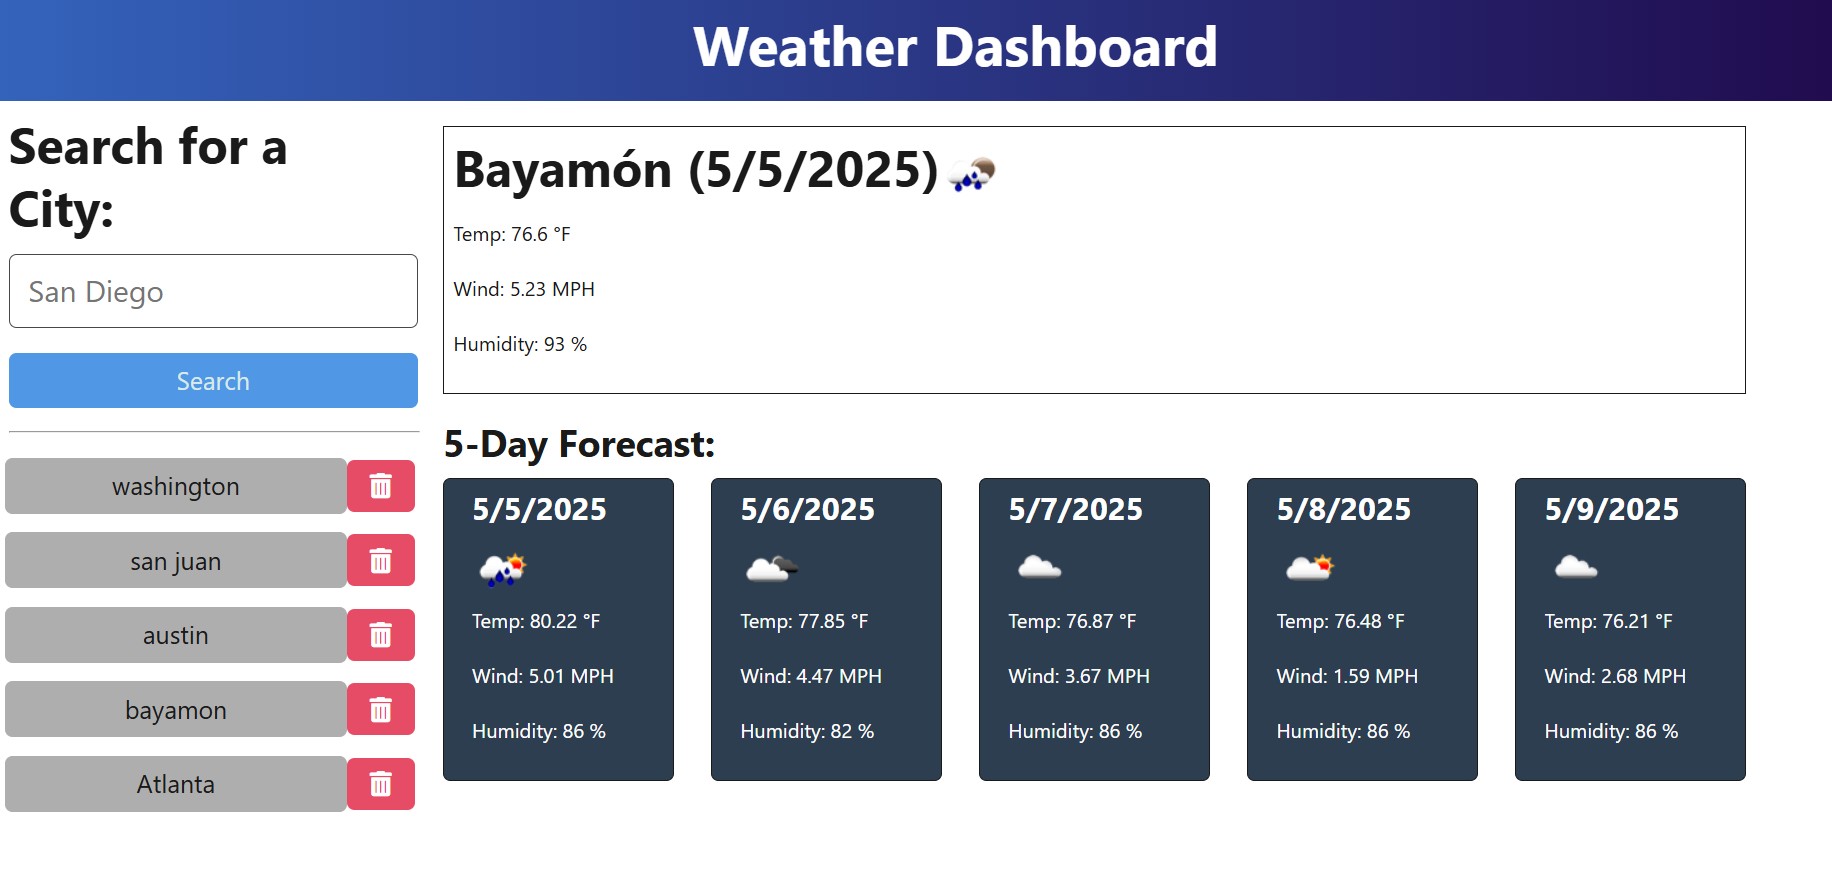 Weather Dashboard
Search for a
City:
San Diego
Search
washington
san juan
austin
bayamon
Atlanta
Bayamón (5/5/2025)
Temp: 76.6 °F
Wind: 5.23 MPH
Humidity: 93 %
5-Day Forecast:
5/5/2025
Temp: 80.22 °F
Wind: 5.01 MPH
Humidity: 86 %
5/6/2025
Temp: 77.85 °F
Wind: 4.47 MPH
Humidity: 82 %
5/7/2025
Temp: 76.87 °F
Wind: 3.67 MPH
Humidity: 86 %
5/8/2025
Temp: 76.48 °F
Wind: 1.59 MPH
Humidity: 86 %
5/9/2025
Temp: 76.21 °F
Wind: 2.68 MPH
Humidity: 86 %